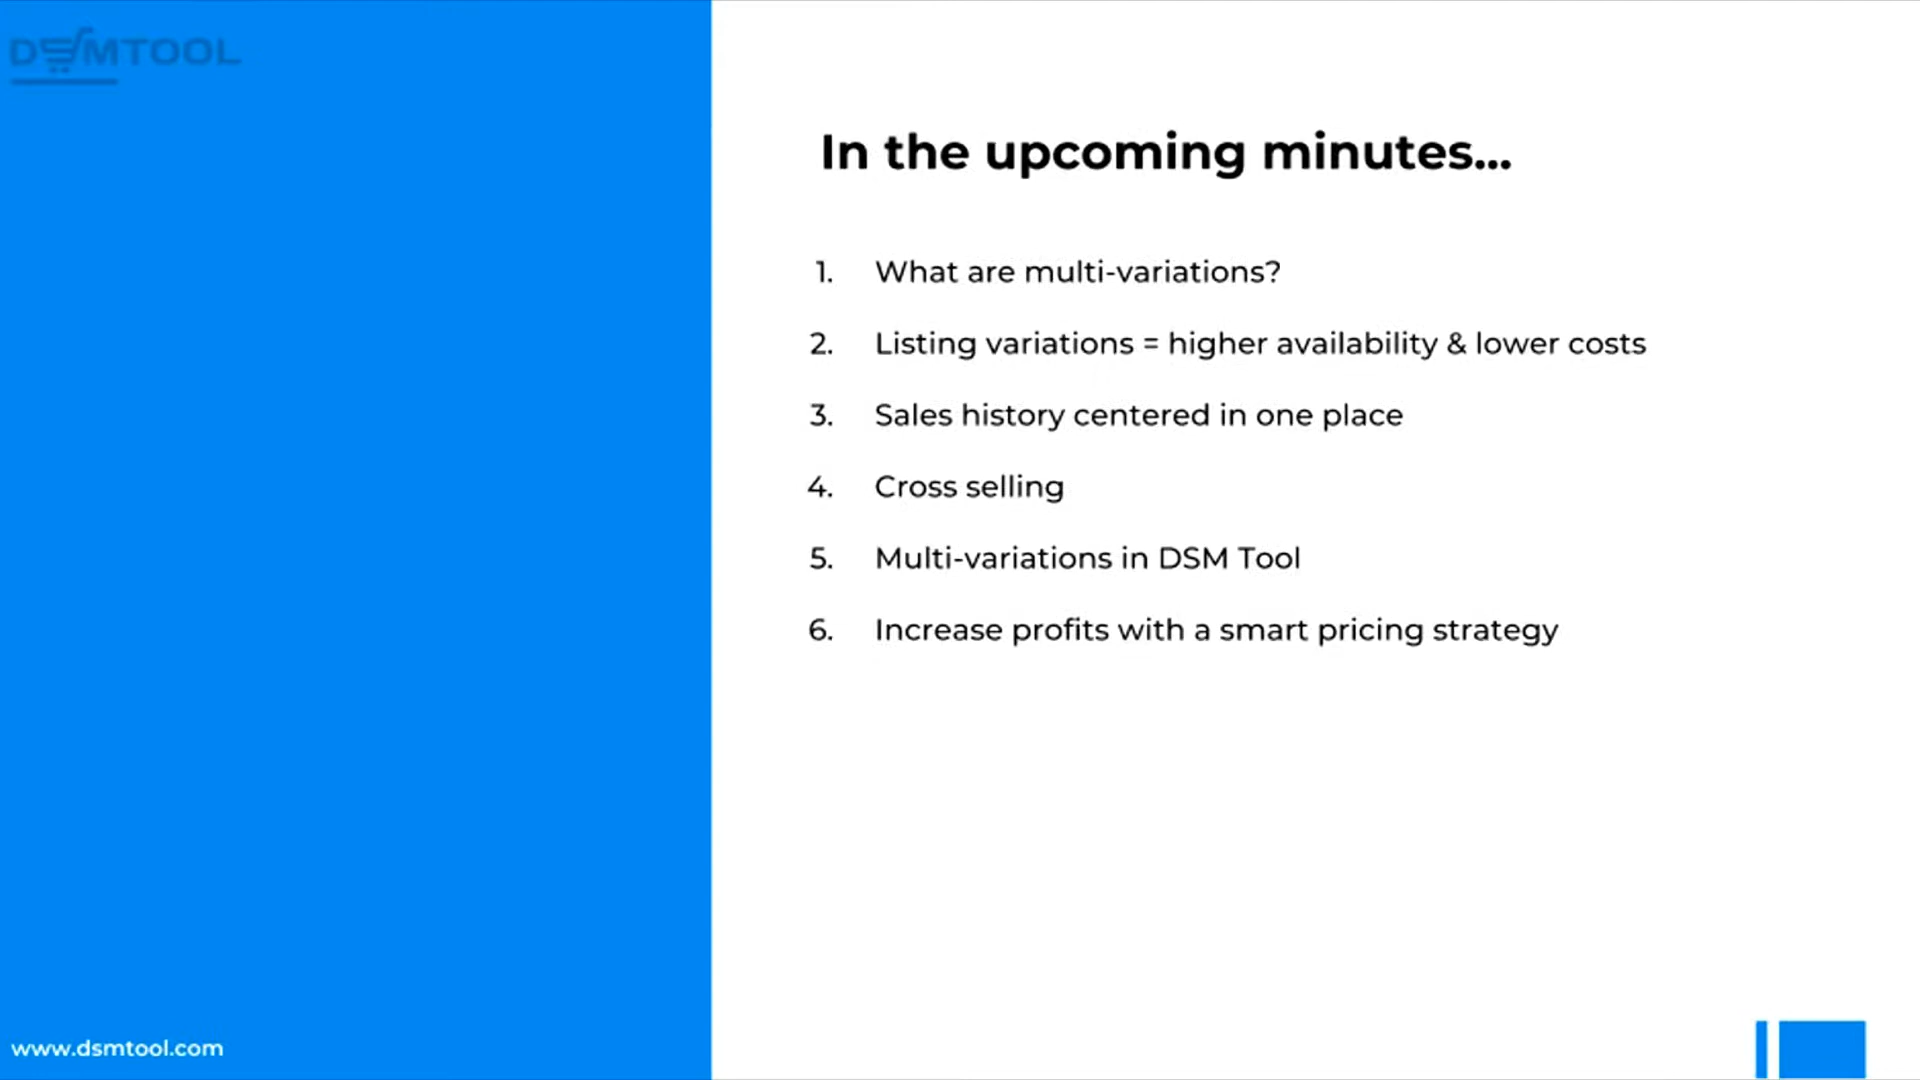 DSMTOOL
In the upcoming minutes...
1. What are multi-variations?
2. Listing variations = higher availability & lower costs
3. Sales history centered in one place
4. Cross selling
5. Multi-variations in DSM Tool
6. Increase profits with a smart pricing strategy
www.dsmtool.com